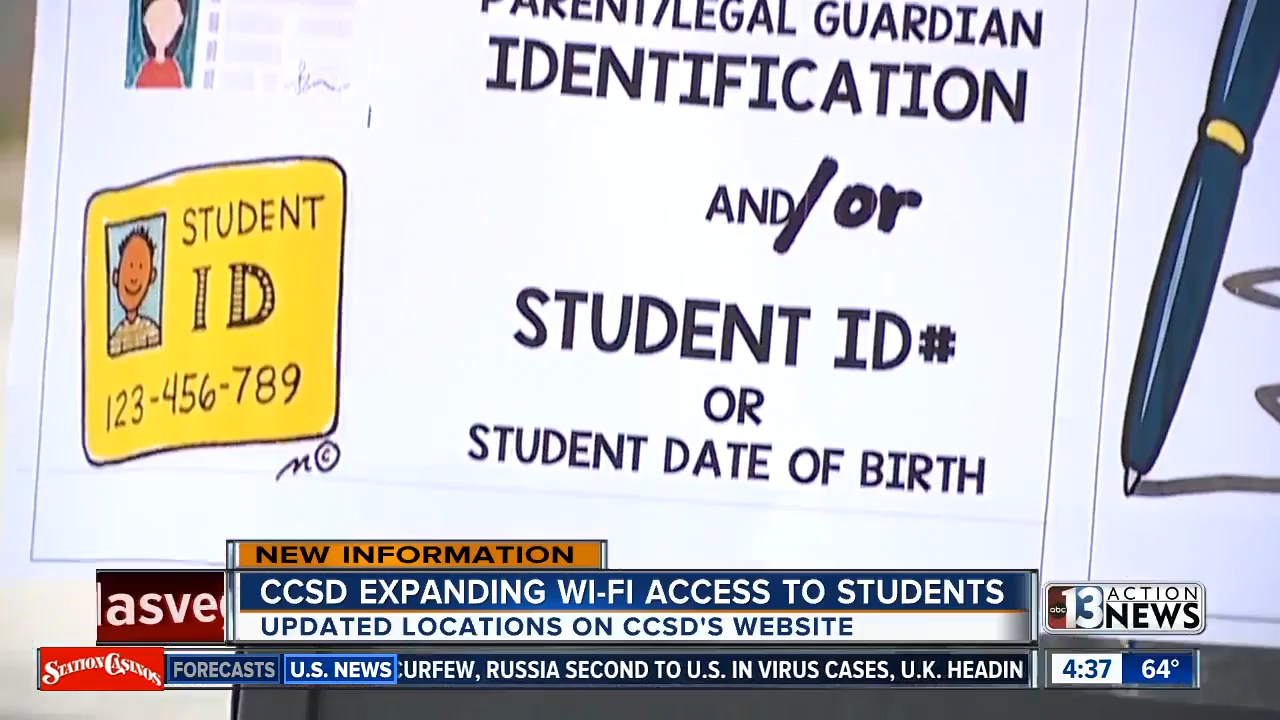 PARENT/LEGAL GUARDIAN
IDENTIFICATION
AND/or
STUDENT
ID
123-456-789
STUDENT ID#
OR
STUDENT DATE OF BIRTH
NEW INFORMATION
CCSD EXPANDING WI-FI ACCESS TO STUDENTS
UPDATED LOCATIONS ON CCSD'S WEBSITE
abc 13 ACTION NEWS
STATION CASINOS
FORECASTS
U.S. NEWS
CURFEW, RUSSIA SECOND TO U.S. IN VIRUS CASES, U.K. HEADIN
4:37
64°